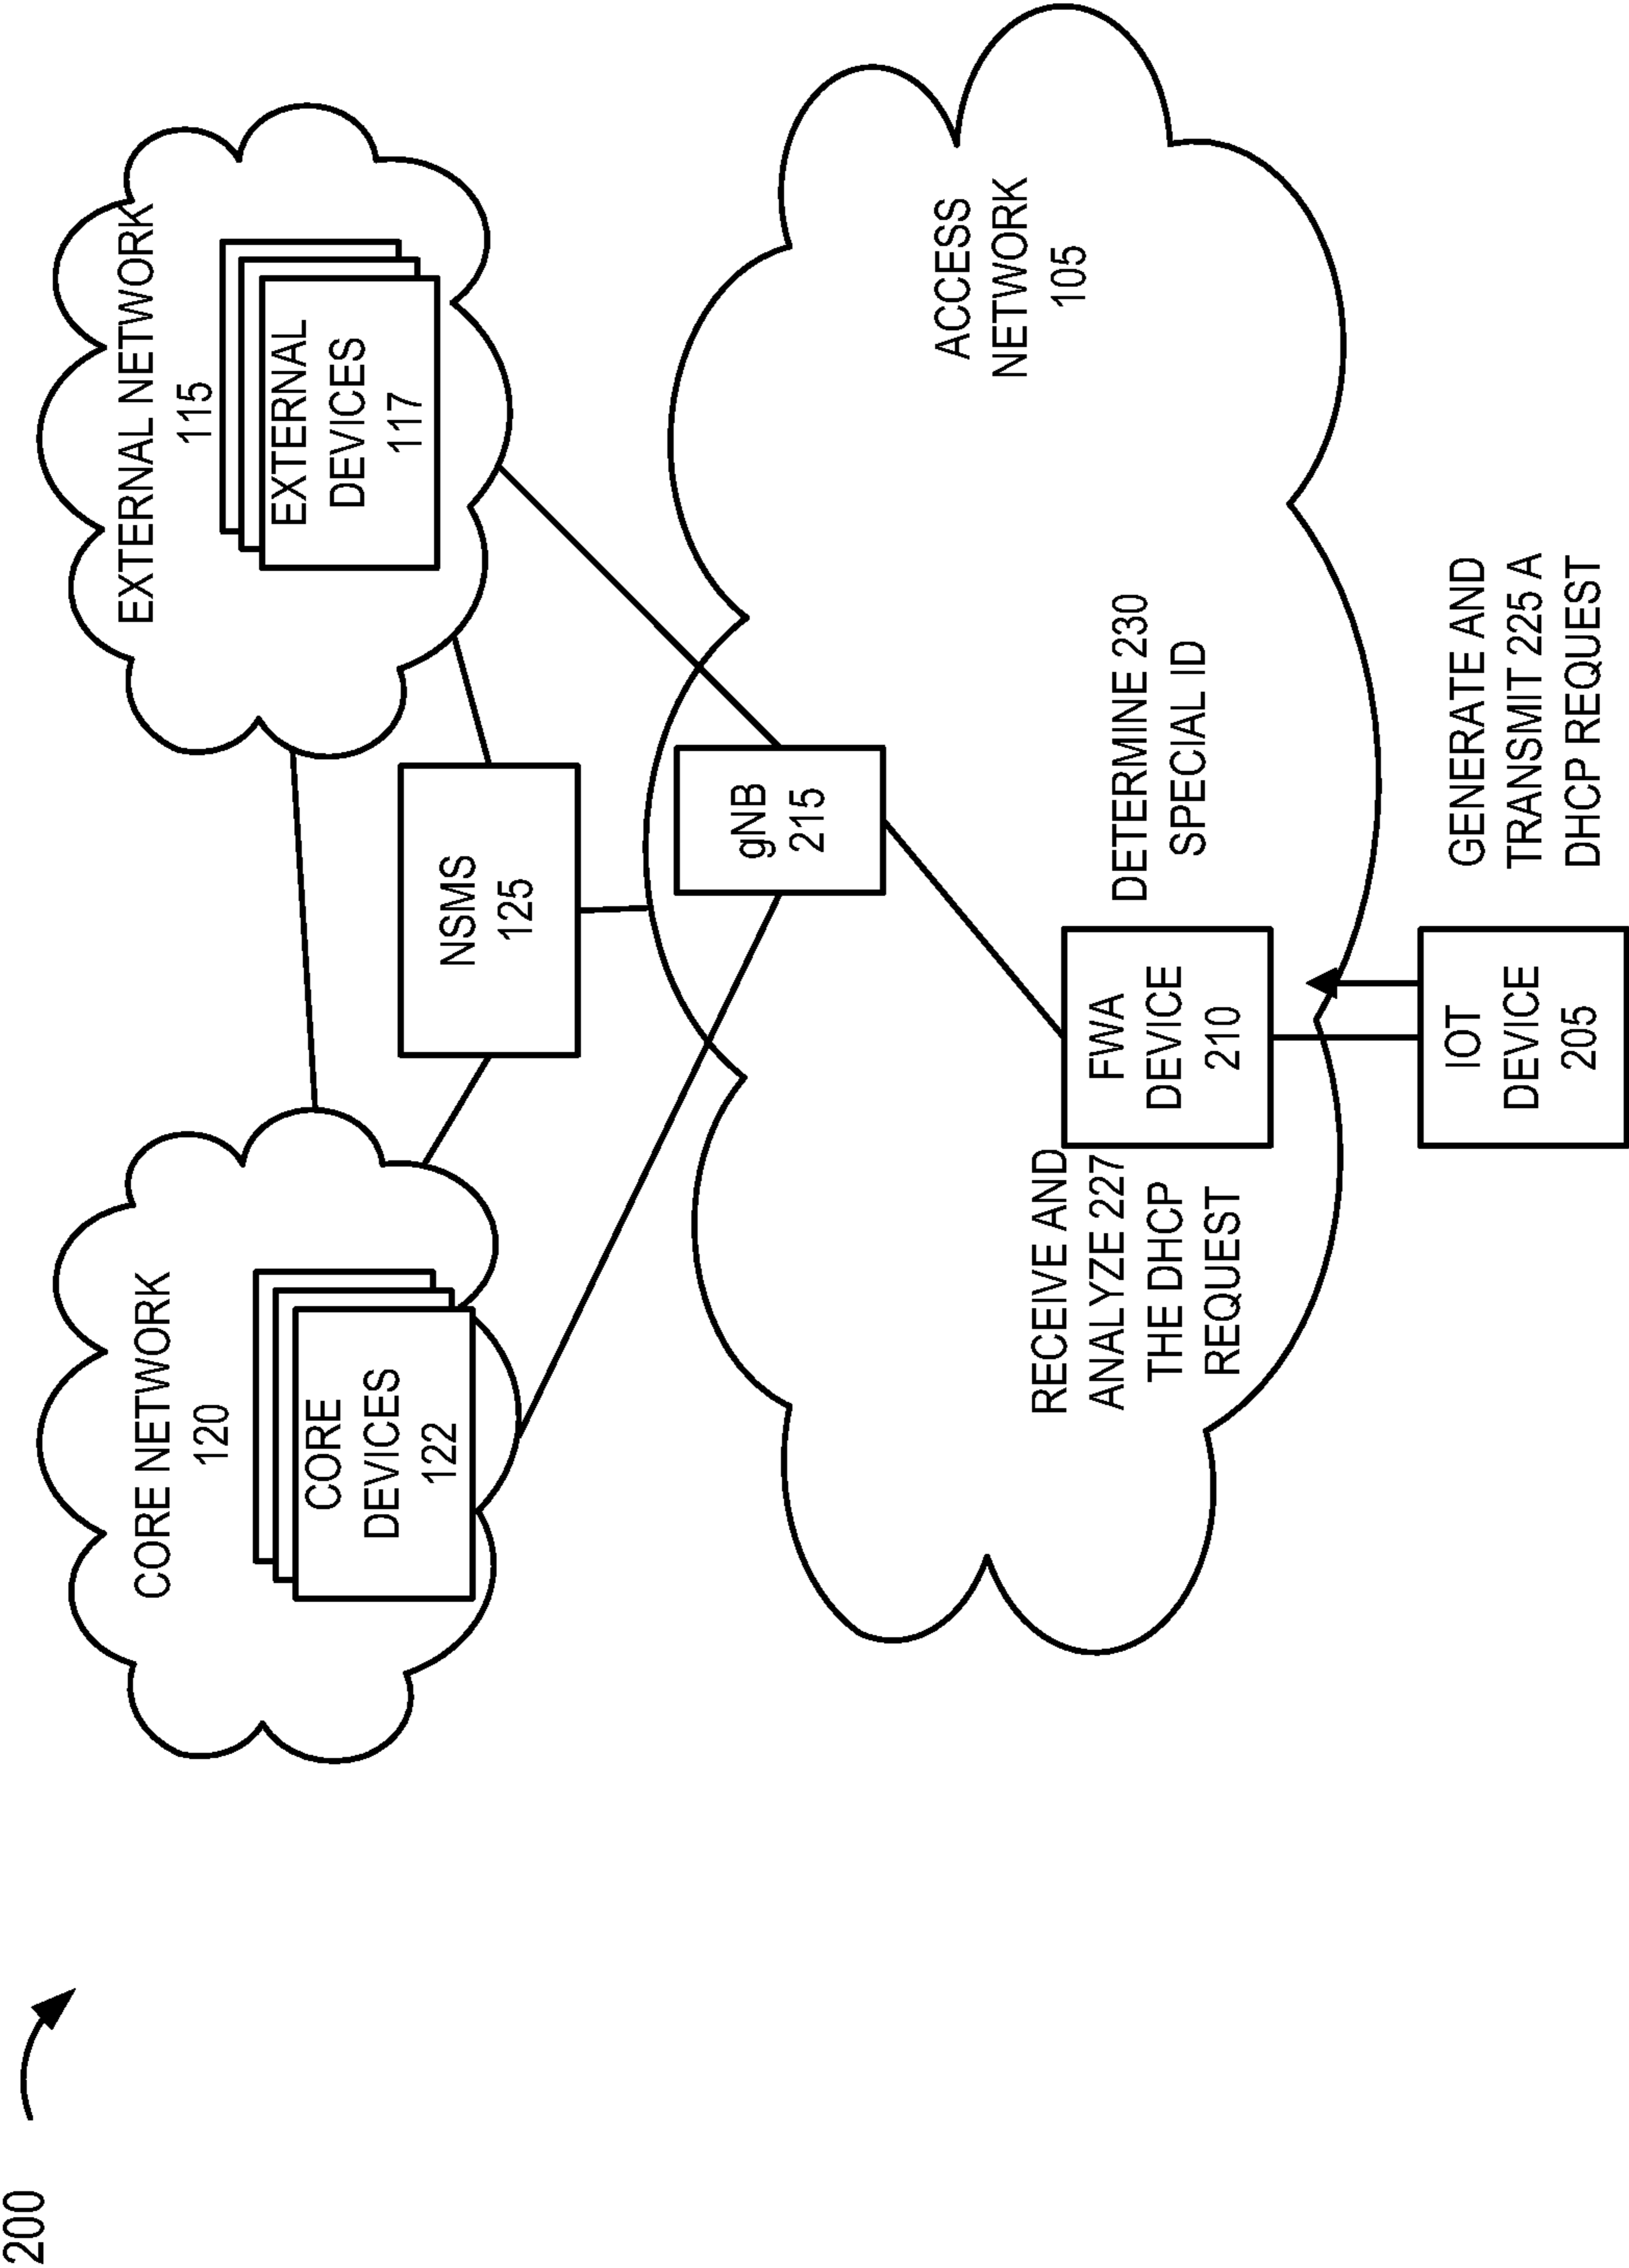 200
CORE NETWORK
120
CORE
DEVICES
122
EXTERNAL NETWORK
115
EXTERNAL
DEVICES
117
NSMS
125
gNB
215
ACCESS
NETWORK
105
RECEIVE AND
ANALYZE 227
THE DHCP
REQUEST
FWA
DEVICE
210
DETERMINE 230
SPECIAL ID
IOT
DEVICE
205
GENERATE AND
TRANSMIT 225 A
DHCP REQUEST